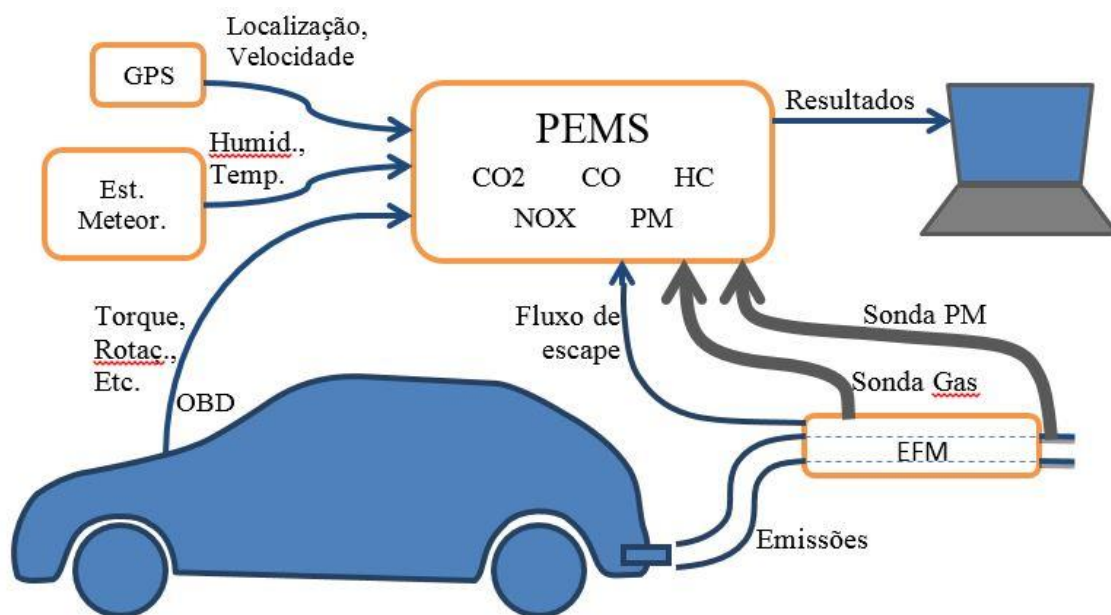 Localização,
Velocidade
GPS
Resultados
PEMS
Humid.,
Temp.
CO2 CO HC
Est.
Meteor.
NOX PM
Torque,
Rotaç.,
Etc.
Fluxo de
escape
Sonda PM
Sonda Gas
OBD
EFM
Emissões